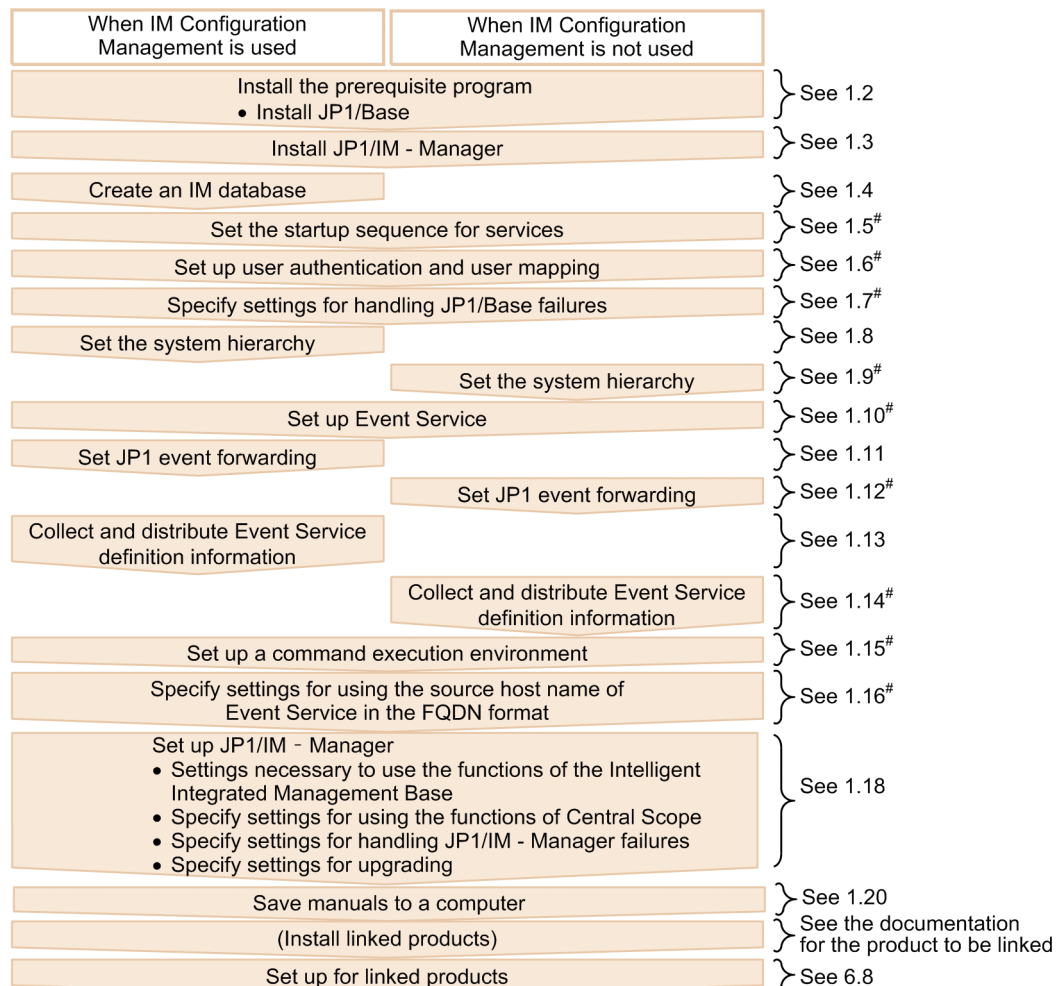 When IM Configuration
Management is used
When IM Configuration
Management is not used
Install the prerequisite program
• Install JP1/Base
See 1.2
Install JP1/IM - Manager
See 1.3
Create an IM database
See 1.4
Set the startup sequence for services
See 1.5#
Set up user authentication and user mapping
See 1.6#
Specify settings for handling JP1/Base failures
See 1.7#
Set the system hierarchy
See 1.8
Set the system hierarchy
See 1.9#
Set up Event Service
See 1.10#
Set JP1 event forwarding
See 1.11
Set JP1 event forwarding
See 1.12#
Collect and distribute Event Service
definition information
See 1.13
Collect and distribute Event Service
definition information
See 1.14#
Set up a command execution environment
See 1.15#
Specify settings for using the source host name of
Event Service in the FQDN format
See 1.16#
Set up JP1/IM - Manager
• Settings necessary to use the functions of the Intelligent
Integrated Management Base
• Specify settings for using the functions of Central Scope
• Specify settings for handling JP1/IM - Manager failures
• Specify settings for upgrading
See 1.18
Save manuals to a computer
See 1.20
(Install linked products)
See the documentation
for the product to be linked
Set up for linked products
See 6.8